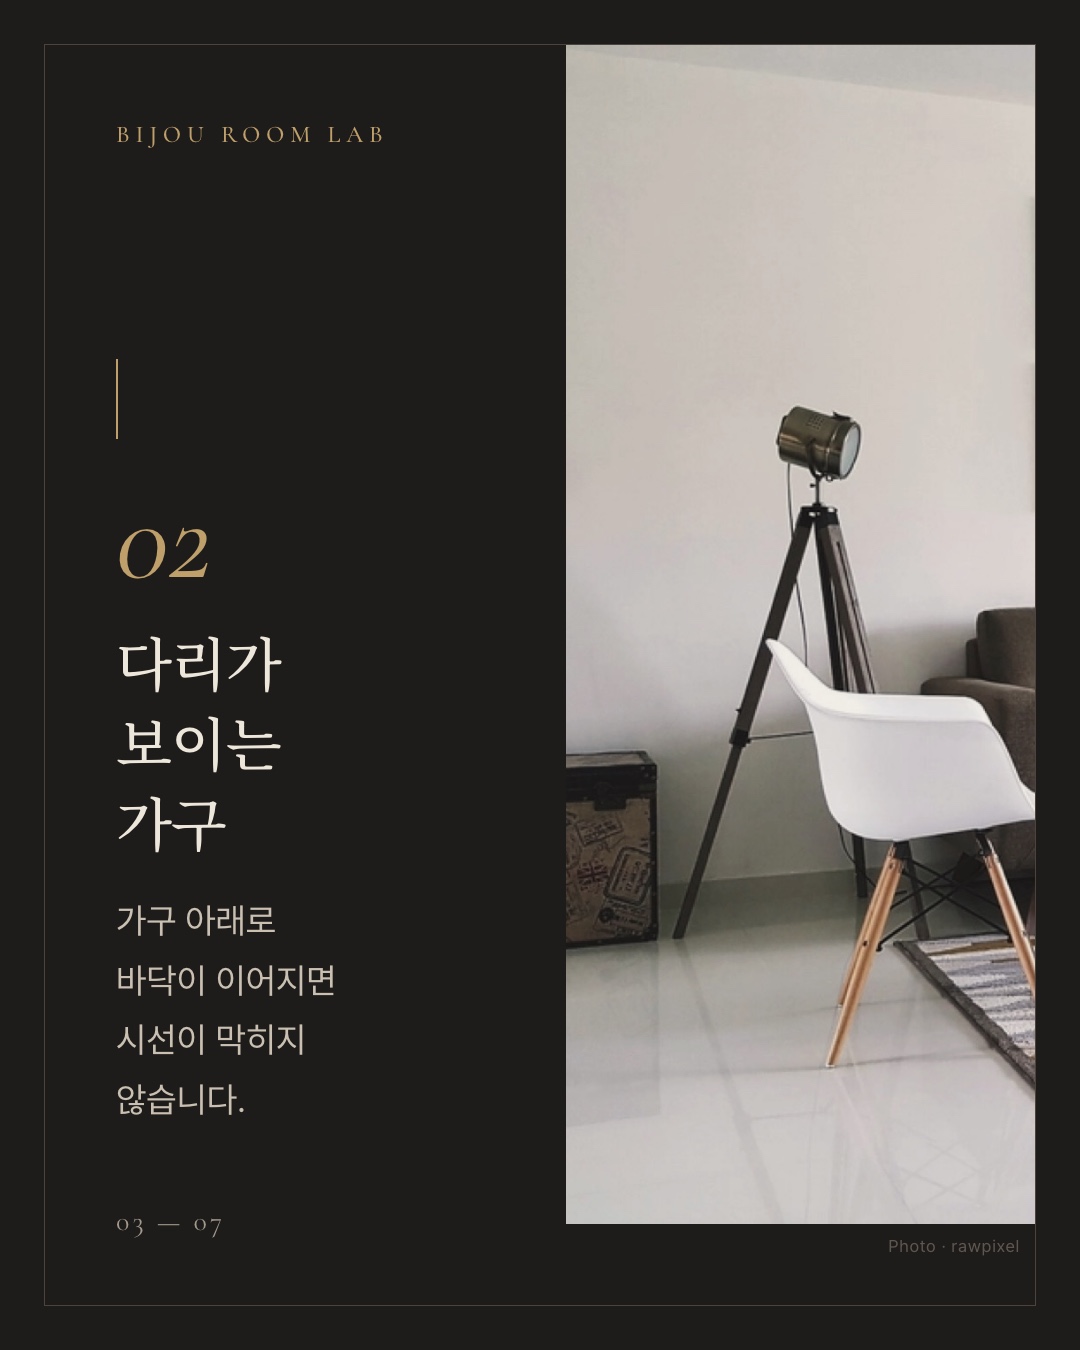 BIJOU ROOM LAB
02
다리가
보이는
가구
가구 아래로
바닥이 이어지면
시선이 막히지
않습니다.
03 — 07
Photo · rawpixel